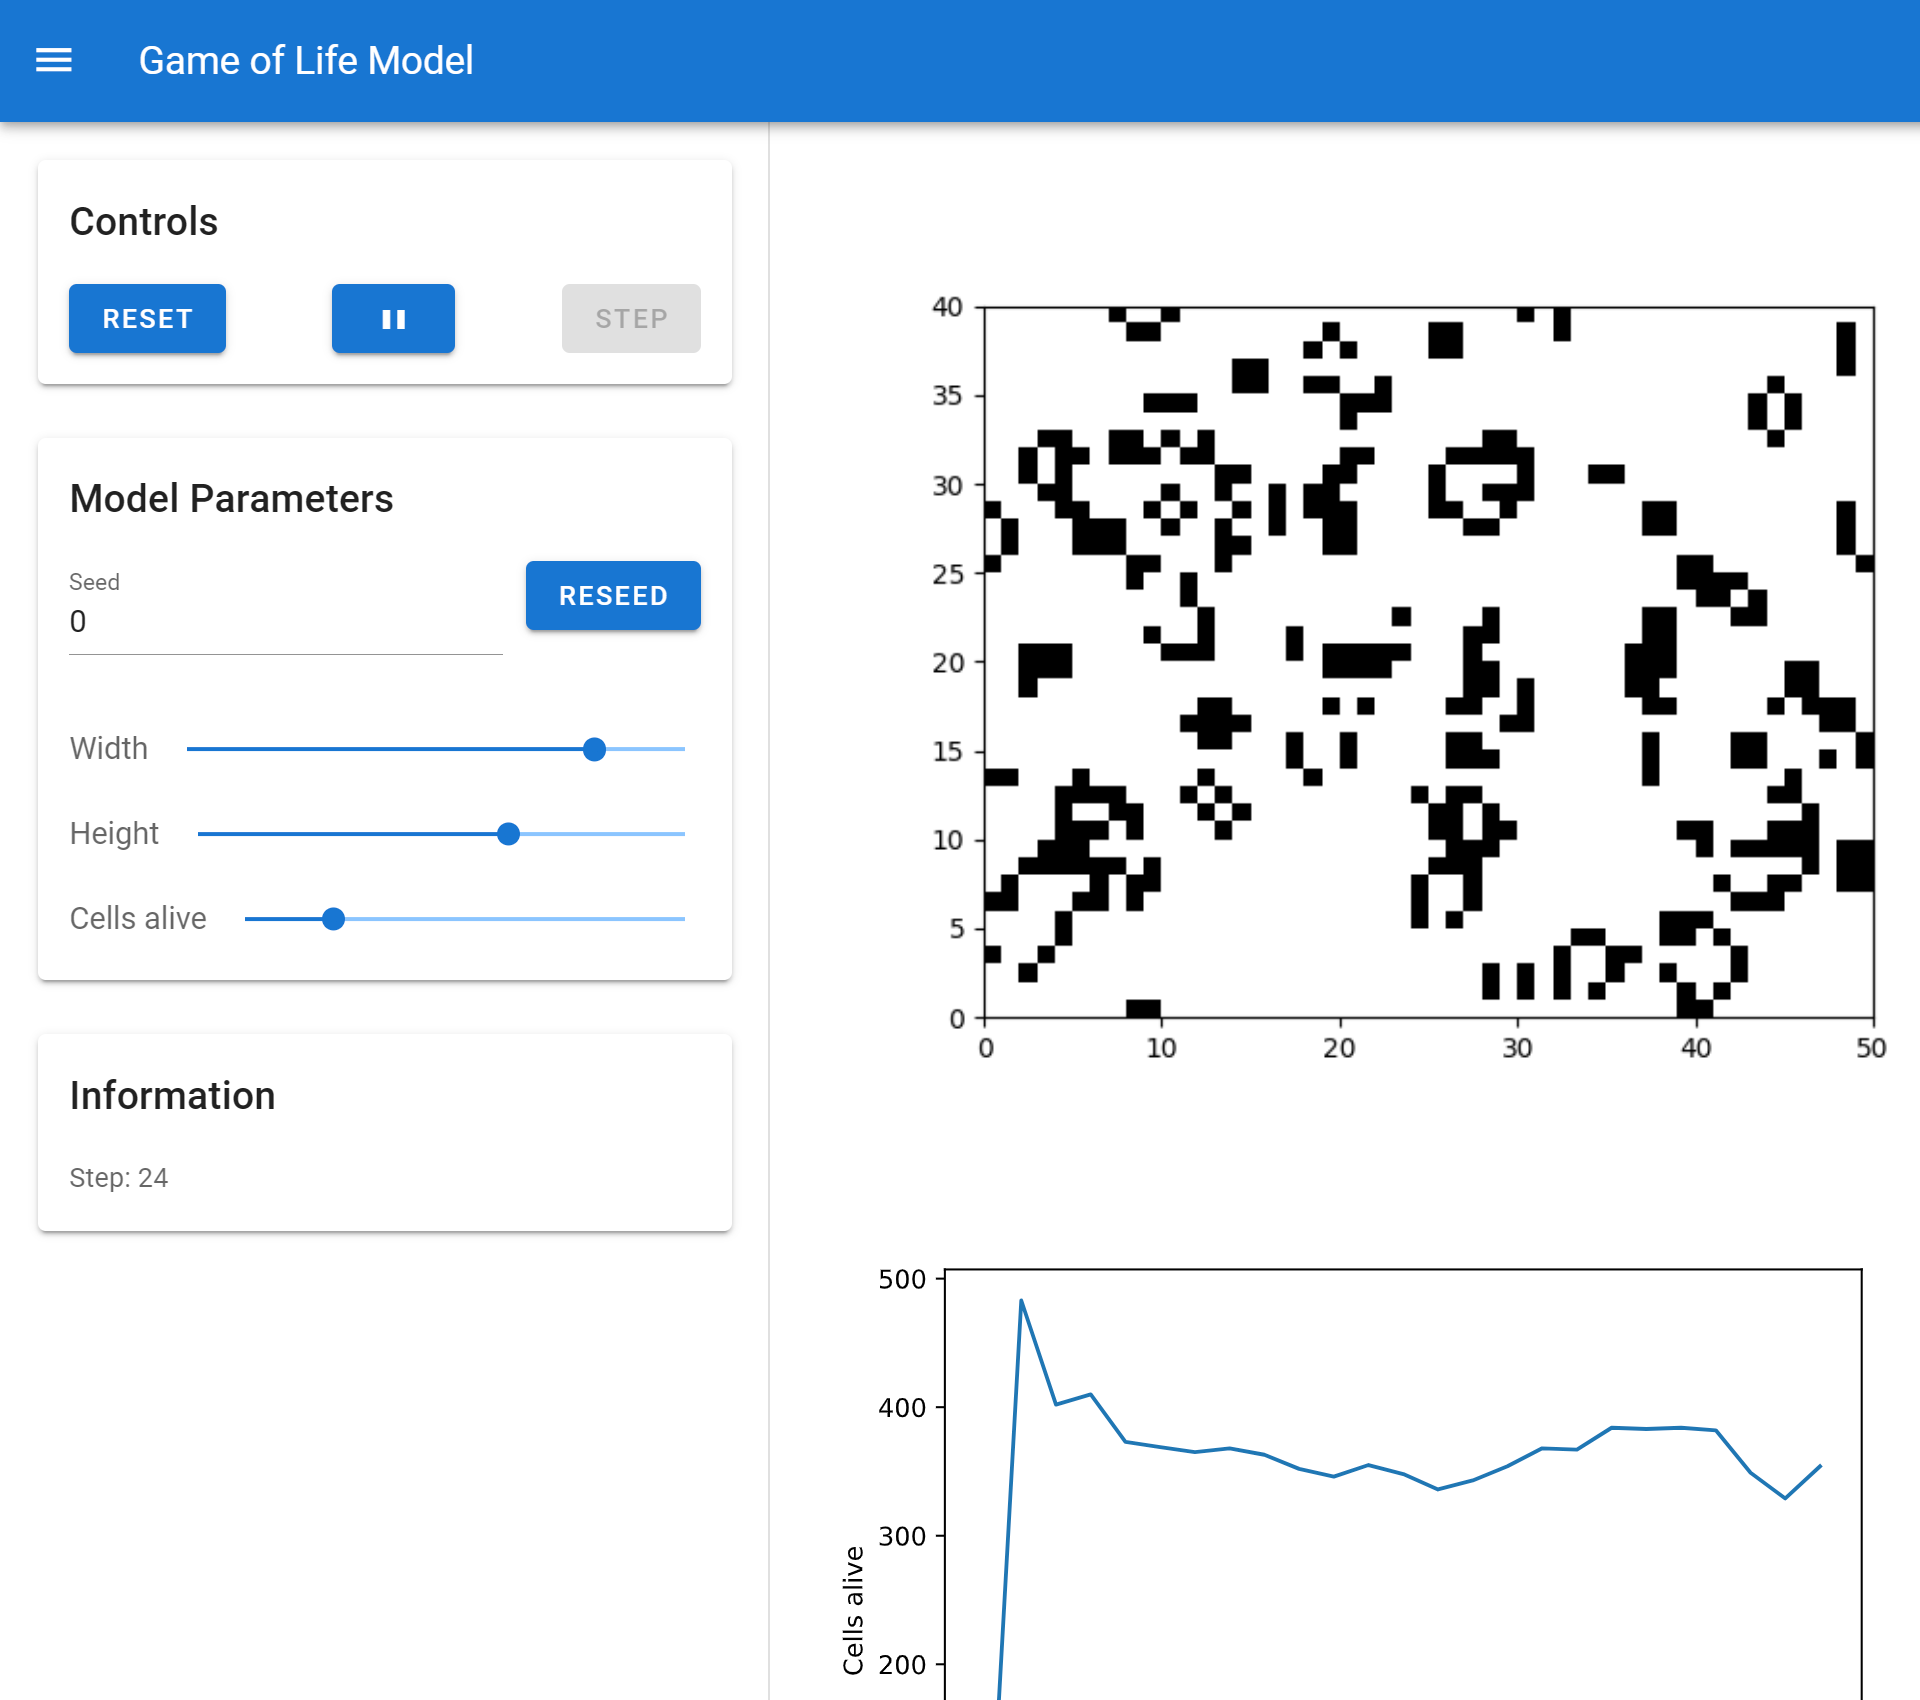 Game of Life Model
Controls
RESET
STEP
Model Parameters
Seed
0
RESEED
Width
Height
Cells alive
Information
Step: 24
40
35
30
25
20
15
10
5
0
0 10 20 30 40 50
500
400
300
200
Cells alive